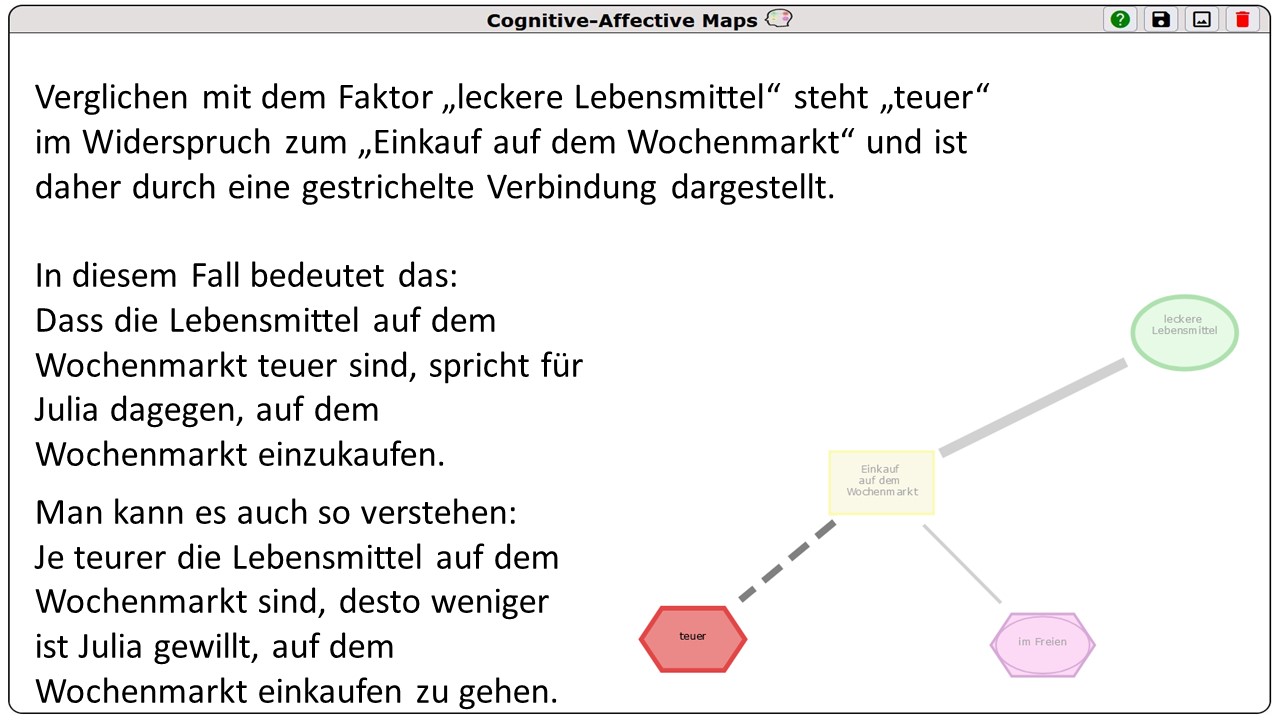 Cognitive-Affective Maps
Verglichen mit dem Faktor „leckere Lebensmittel“ steht „teuer“
im Widerspruch zum „Einkauf auf dem Wochenmarkt“ und ist
daher durch eine gestrichelte Verbindung dargestellt.
In diesem Fall bedeutet das:
Dass die Lebensmittel auf dem
Wochenmarkt teuer sind, spricht für
Julia dagegen, auf dem
Wochenmarkt einzukaufen.
Man kann es auch so verstehen:
Je teurer die Lebensmittel auf dem
Wochenmarkt sind, desto weniger
ist Julia gewillt, auf dem
Wochenmarkt einkaufen zu gehen.
leckere
Lebensmittel
Einkauf
auf dem
Wochenmarkt
teuer
im Freien